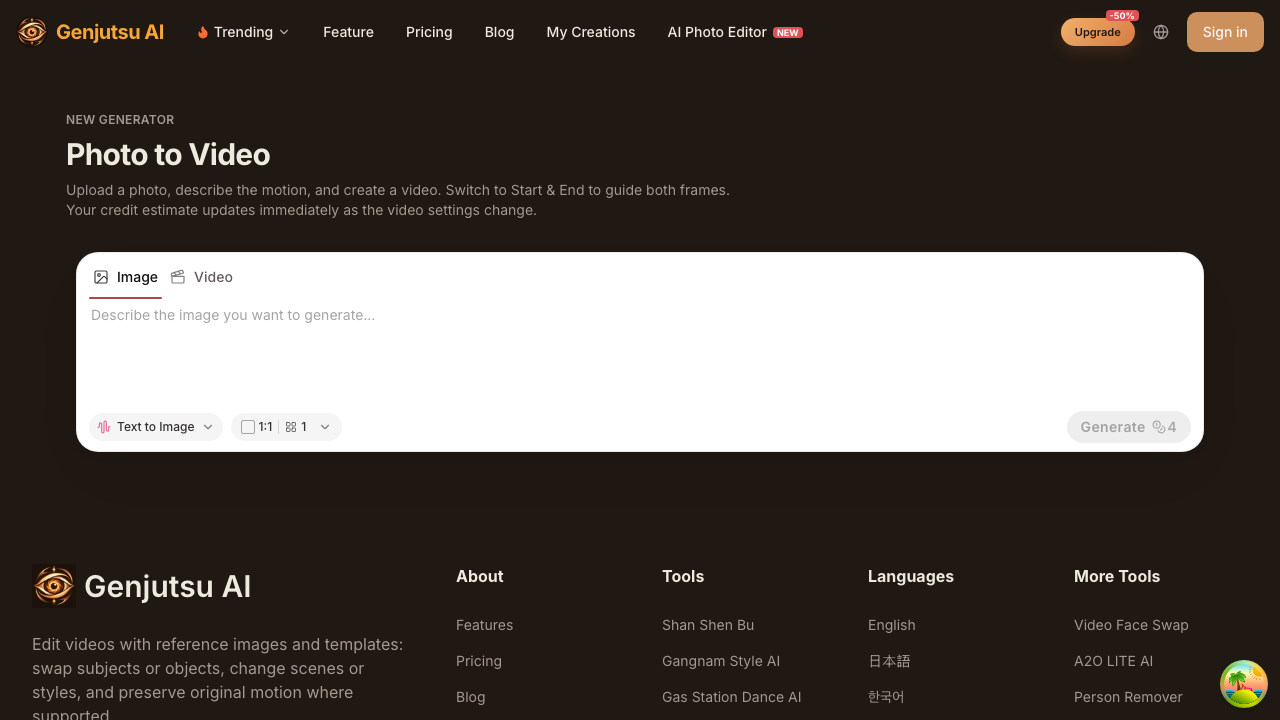 Genjutsu AI
Trending
Feature
Pricing
Blog
My Creations
AI Photo Editor NEW
-50%
Upgrade
Sign in
NEW GENERATOR
Photo to Video
Upload a photo, describe the motion, and create a video. Switch to Start & End to guide both frames.
Your credit estimate updates immediately as the video settings change.
Image
Video
Describe the image you want to generate...
Text to Image
1:1
1
Generate 4
Genjutsu AI
Edit videos with reference images and templates:
swap subjects or objects, change scenes or
styles, and preserve original motion where
supported.
About
Features
Pricing
Blog
Tools
Shan Shen Bu
Gangnam Style AI
Gas Station Dance AI
Languages
English
日本語
한국어
More Tools
Video Face Swap
A2O LITE AI
Person Remover